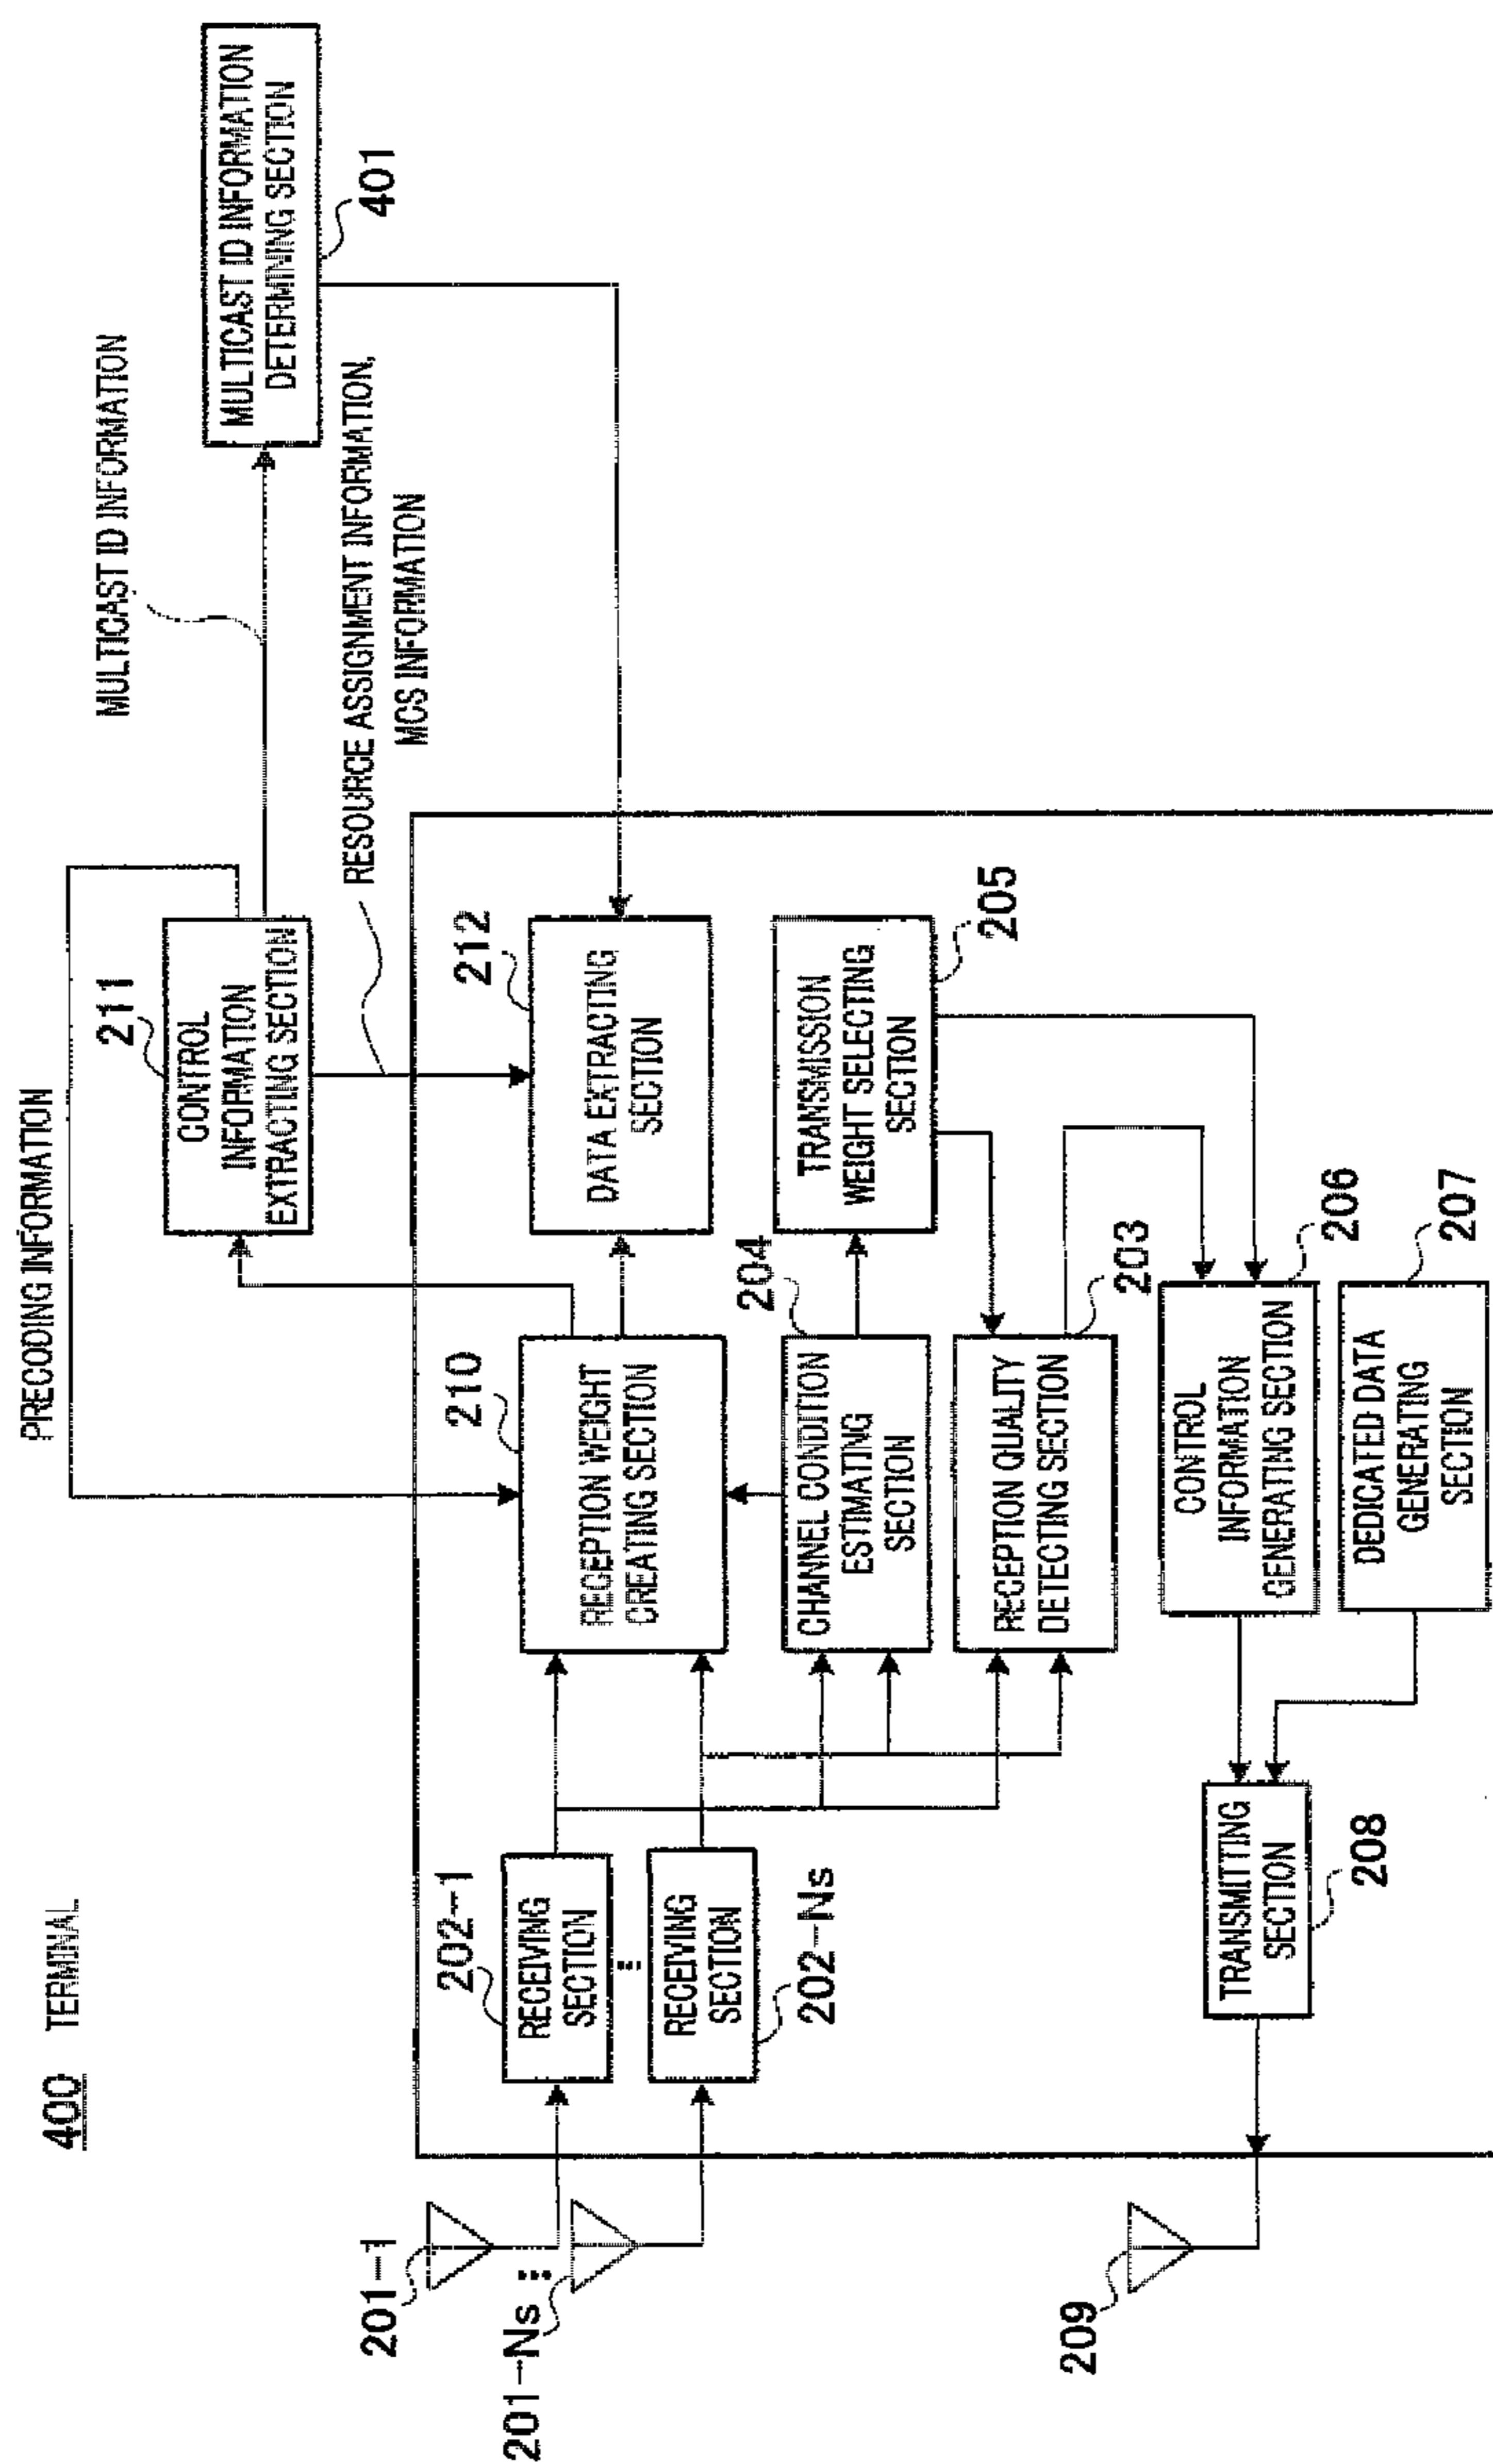 400 TERMINAL
PRECODING INFORMATION
211
CONTROL
INFORMATION
EXTRACTING SECTION
MULTICAST ID INFORMATION
MULTICAST ID INFORMATION
DETERMINING SECTION
401
RESOURCE ASSIGNMENT INFORMATION,
MCS INFORMATION
201-1
201-Ns
202-1
RECEIVING
SECTION
RECEIVING
SECTION
202-Ns
210
RECEPTION WEIGHT
CREATING SECTION
212
DATA EXTRACTING
SECTION
204
CHANNEL CONDITION
ESTIMATING
SECTION
TRANSMISSION
WEIGHT SELECTING
SECTION
205
RECEPTION QUALITY
DETECTING SECTION
203
CONTROL
INFORMATION
GENERATING SECTION
206
DEDICATED DATA
GENERATING
SECTION
207
TRANSMITTING
SECTION
208
209